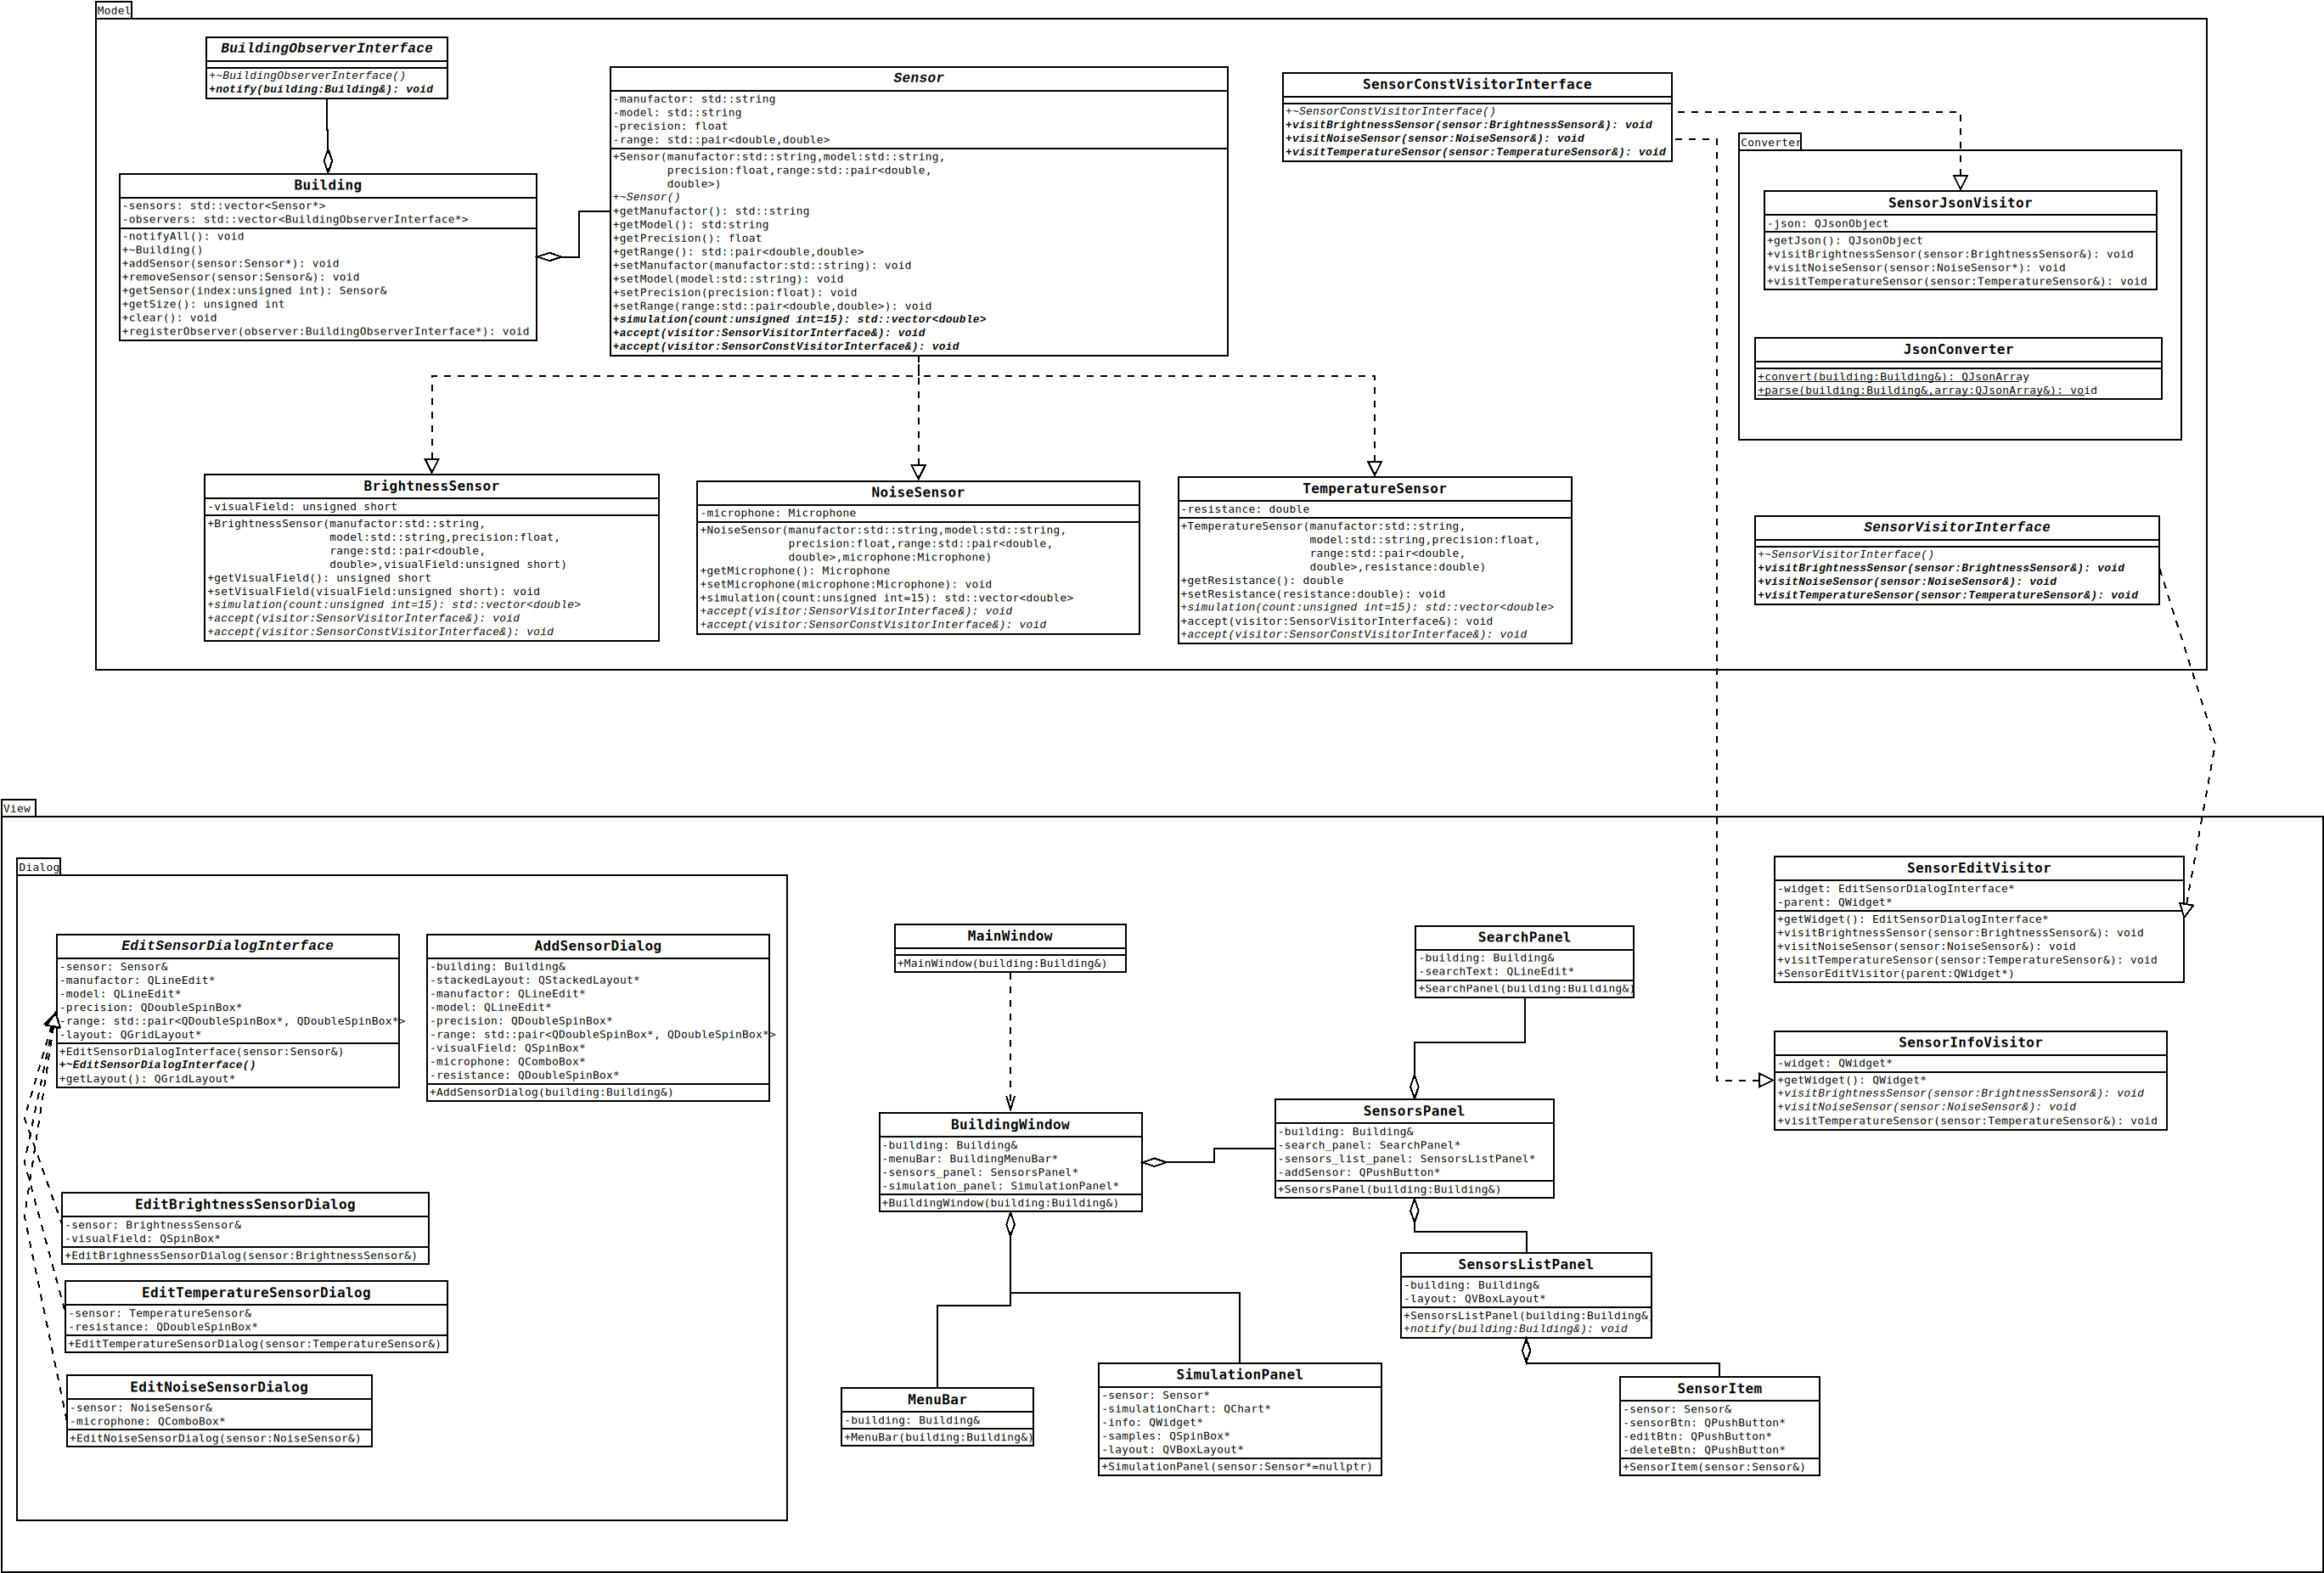 Model
BuildingObserverInterface
+~BuildingObserverInterface()
+notify(building:Building&): void
Building
-sensors: std::vector<Sensor*>
-observers: std::vector<BuildingObserverInterface*>
-notifyAll(): void
+~Building()
+addSensor(sensor:Sensor*): void
+removeSensor(sensor:Sensor&): void
+getSensor(index:unsigned int): Sensor&
+getSize(): unsigned int
+clear(): void
+registerObserver(observer:BuildingObserverInterface*): void
Sensor
-manufactor: std::string
-model: std::string
-precision: float
-range: std::pair<double,double>
+Sensor(manufactor:std::string,model:std::string,
precision:float,range:std::pair<double,
double>)
+~Sensor()
+getManufactor(): std::string
+getModel(): std:string
+getPrecision(): float
+getRange(): std::pair<double,double>
+setManufactor(manufactor:std::string): void
+setModel(model:std::string): void
+setPrecision(precision:float): void
+setRange(range:std::pair<double,double>): void
+simulation(count:unsigned int=15): std::vector<double>
+accept(visitor:SensorVisitorInterface&): void
+accept(visitor:SensorConstVisitorInterface&): void
SensorConstVisitorInterface
+~SensorConstVisitorInterface()
+visitBrightnessSensor(sensor:BrightnessSensor&): void
+visitNoiseSensor(sensor:NoiseSensor&): void
+visitTemperatureSensor(sensor:TemperatureSensor&): void
Converter
SensorJsonVisitor
-json: QJsonObject
+getJson(): QJsonObject
+visitBrightnessSensor(sensor:BrightnessSensor&): void
+visitNoiseSensor(sensor:NoiseSensor*): void
+visitTemperatureSensor(sensor:TemperatureSensor&): void
JsonConverter
+convert(building:Building&): QJsonArray
+parse(building:Building&,array:QJsonArray&): void
BrightnessSensor
-visualField: unsigned short
+BrightnessSensor(manufactor:std::string,
model:std::string,precision:float,
range:std::pair<double,
double>,visualField:unsigned short)
+getVisualField(): unsigned short
+setVisualField(visualField:unsigned short): void
+simulation(count:unsigned int=15): std::vector<double>
+accept(visitor:SensorVisitorInterface&): void
+accept(visitor:SensorConstVisitorInterface&): void
NoiseSensor
-microphone: Microphone
+NoiseSensor(manufactor:std::string,model:std::string,
precision:float,range:std::pair<double,
double>,microphone:Microphone)
+getMicrophone(): Microphone
+setMicrophone(microphone:Microphone): void
+simulation(count:unsigned int=15): std::vector<double>
+accept(visitor:SensorVisitorInterface&): void
+accept(visitor:SensorConstVisitorInterface&): void
TemperatureSensor
-resistance: double
+TemperatureSensor(manufactor:std::string,
model:std::string,precision:float,
range:std::pair<double,
double>,resistance:double)
+getResistance(): double
+setResistance(resistance:double): void
+simulation(count:unsigned int=15): std::vector<double>
+accept(visitor:SensorVisitorInterface&): void
+accept(visitor:SensorConstVisitorInterface&): void
SensorVisitorInterface
+~SensorVisitorInterface()
+visitBrightnessSensor(sensor:BrightnessSensor&): void
+visitNoiseSensor(sensor:NoiseSensor&): void
+visitTemperatureSensor(sensor:TemperatureSensor&): void
View
Dialog
EditSensorDialogInterface
-sensor: Sensor&
-manufactor: QLineEdit*
-model: QLineEdit*
-precision: QDoubleSpinBox*
-range: std::pair<QDoubleSpinBox*, QDoubleSpinBox*>
-layout: QGridLayout*
+EditSensorDialogInterface(sensor:Sensor&)
+~EditSensorDialogInterface()
+getLayout(): QGridLayout*
AddSensorDialog
-building: Building&
-stackedLayout: QStackedLayout*
-manufactor: QLineEdit*
-model: QLineEdit*
-precision: QDoubleSpinBox*
-range: std::pair<QDoubleSpinBox*, QDoubleSpinBox*>
-visualField: QSpinBox*
-microphone: QComboBox*
-resistance: QDoubleSpinBox*
+AddSensorDialog(building:Building&)
EditBrightnessSensorDialog
-sensor: BrightnessSensor&
-visualField: QSpinBox*
+EditBrighnessSensorDialog(sensor:BrightnessSensor&)
EditTemperatureSensorDialog
-sensor: TemperatureSensor&
-resistance: QDoubleSpinBox*
+EditTemperatureSensorDialog(sensor:TemperatureSensor&)
EditNoiseSensorDialog
-sensor: NoiseSensor&
-microphone: QComboBox*
+EditNoiseSensorDialog(sensor:NoiseSensor&)
MainWindow
+MainWindow(building:Building&)
BuildingWindow
-building: Building&
-menuBar: BuildingMenuBar*
-sensors_panel: SensorsPanel*
-simulation_panel: SimulationPanel*
+BuildingWindow(building:Building&)
MenuBar
-building: Building&
+MenuBar(building:Building&)
SimulationPanel
-sensor: Sensor*
-simulationChart: QChart*
-info: QWidget*
-samples: QSpinBox*
-layout: QVBoxLayout*
+SimulationPanel(sensor:Sensor*=nullptr)
SearchPanel
-building: Building&
-searchText: QLineEdit*
+SearchPanel(building:Building&)
SensorsPanel
-building: Building&
-search_panel: SearchPanel*
-sensors_list_panel: SensorsListPanel*
-addSensor: QPushButton*
+SensorsPanel(building:Building&)
SensorsListPanel
-building: Building&
-layout: QVBoxLayout*
+SensorsListPanel(building:Building&
+notify(building:Building&): void
SensorItem
-sensor: Sensor&
-sensorBtn: QPushButton*
-editBtn: QPushButton*
-deleteBtn: QPushButton*
+SensorItem(sensor:Sensor&)
SensorEditVisitor
-widget: EditSensorDialogInterface*
-parent: QWidget*
+getWidget(): EditSensorDialogInterface*
+visitBrightnessSensor(sensor:BrightnessSensor&): void
+visitNoiseSensor(sensor:NoiseSensor&): void
+visitTemperatureSensor(sensor:TemperatureSensor&): void
+SensorEditVisitor(parent:QWidget*)
SensorInfoVisitor
-widget: QWidget*
+getWidget(): QWidget*
+visitBrightnessSensor(sensor:BrightnessSensor&): void
+visitNoiseSensor(sensor:NoiseSensor&): void
+visitTemperatureSensor(sensor:TemperatureSensor&): void